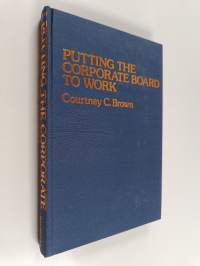 PUTTING THE
CORPORATE BOARD
TO WORK
Courtney C. Brown
PUTTING THE CORPORATE